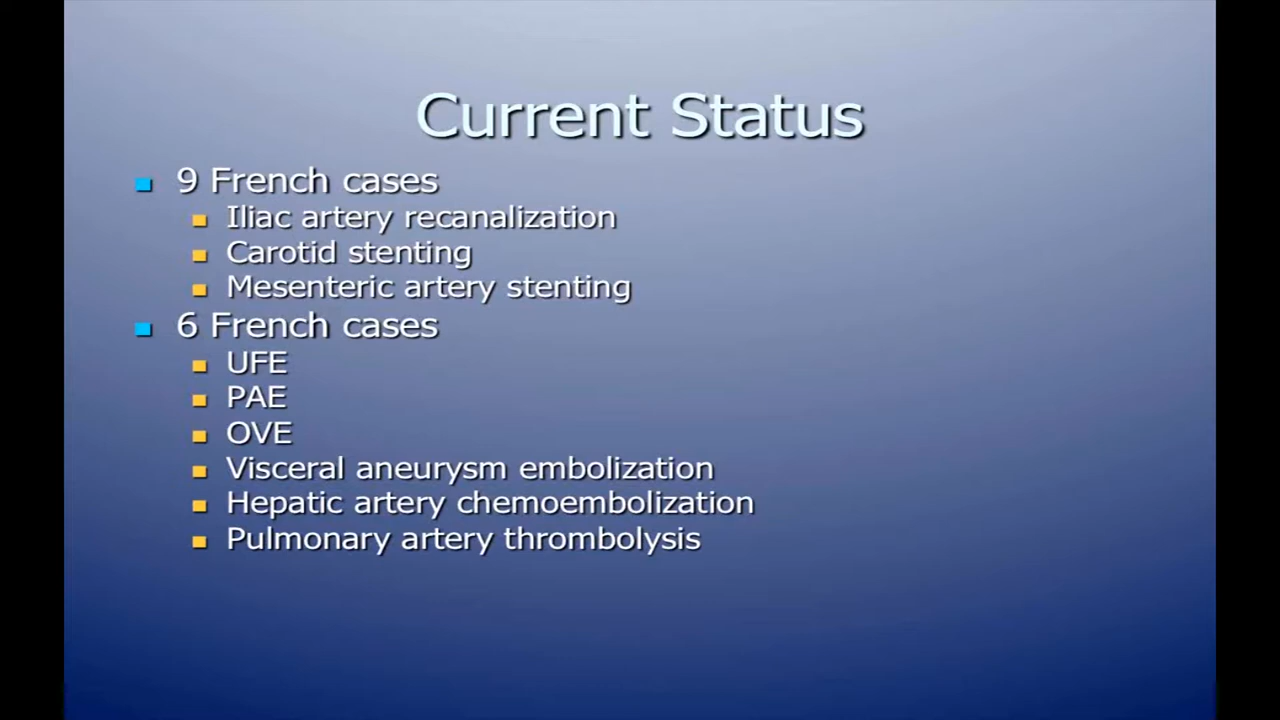 Current Status
9 French cases
Iliac artery recanalization
Carotid stenting
Mesenteric artery stenting
6 French cases
UFE
PAE
OVE
Visceral aneurysm embolization
Hepatic artery chemoembolization
Pulmonary artery thrombolysis